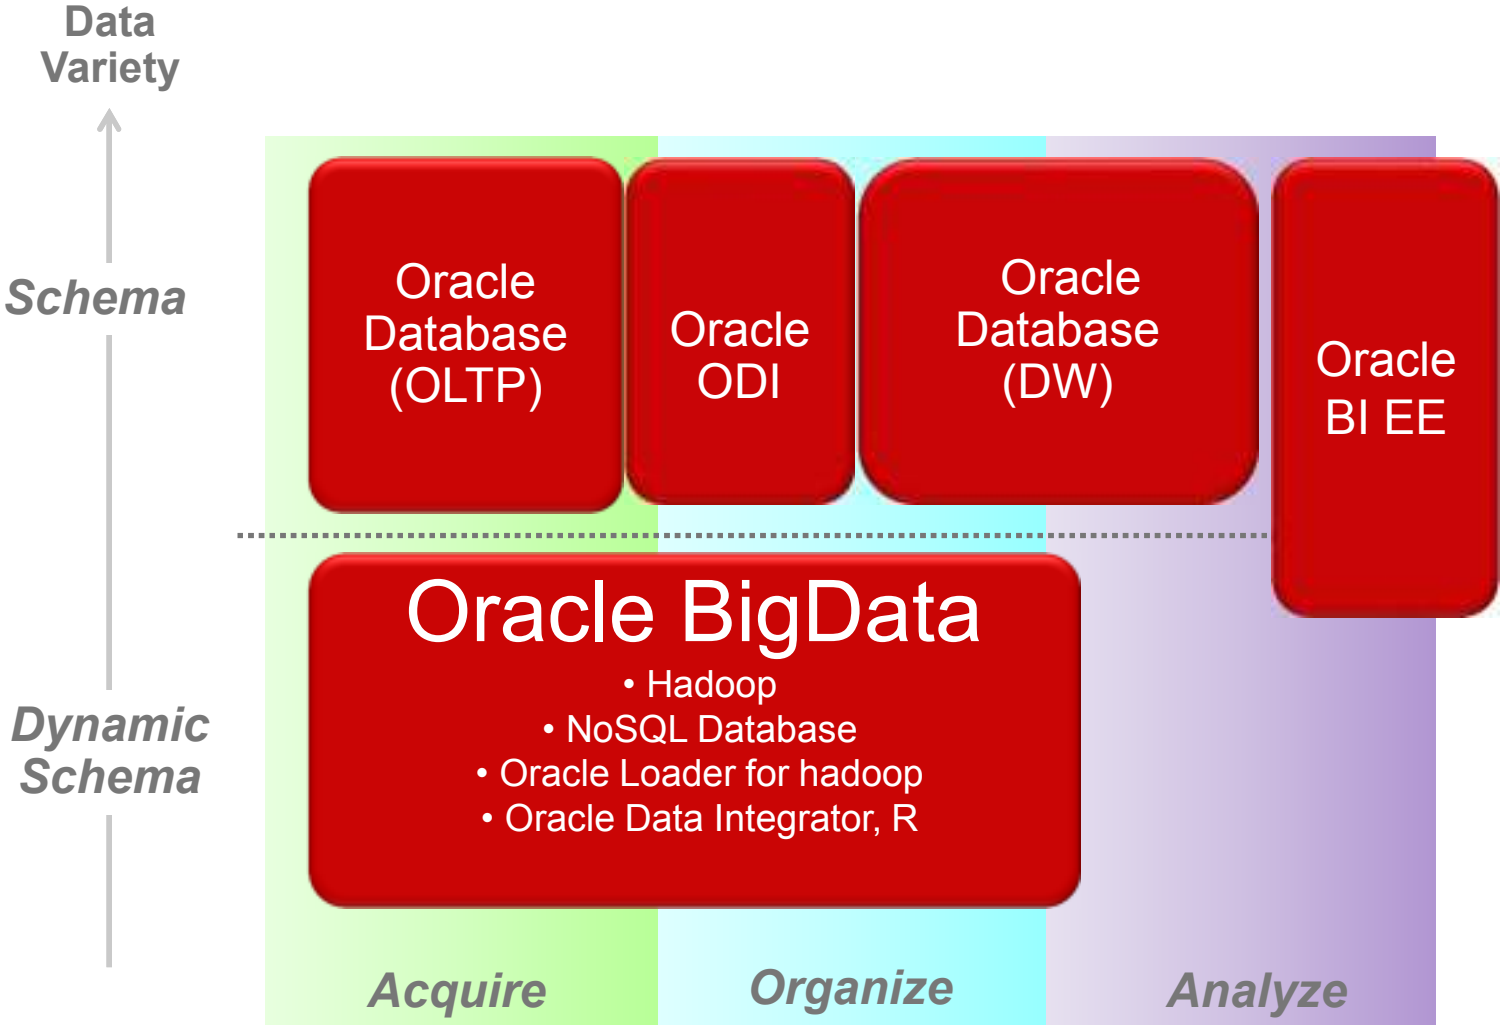 Data
Variety
Schema
Dynamic
Schema
Oracle
Database
(OLTP)
Oracle
ODI
Oracle
Database
(DW)
Oracle
BI EE
Oracle BigData
• Hadoop
• NoSQL Database
• Oracle Loader for hadoop
• Oracle Data Integrator, R
Acquire
Organize
Analyze